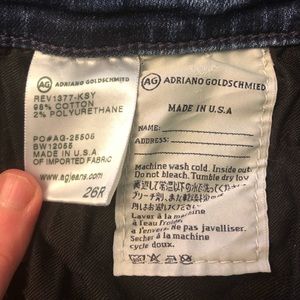 AG ADRIANO GOLDSCHMIED
REV1377-KSY
98% COTTON
2% POLYURETHANE
PO#AG-25505
BW12055
MADE IN U.S.A
OF IMPORTED FABRIC
www.agjeans.com
26R
AG ADRIANO GOLDSCHMIED
MADE IN U.S.A
NAME:
ADDRESS:
Machine wash cold. Inside out
Do not bleach. Tumble dry low
Laver à la machine
à l'eau froide,
à l'envers. Ne pas javelliser.
Secher à la machine
cycle doux.